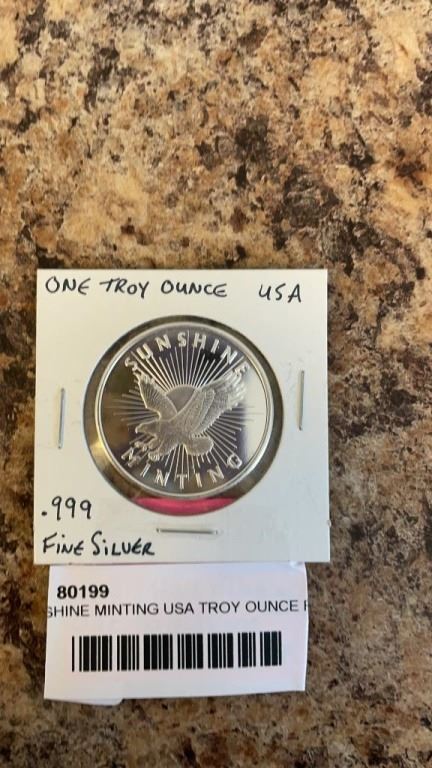 ONE TROY OUNCE USA
SUNSHINE
MINTING
.999
FINE SILVER
80199
SHINE MINTING USA TROY OUNCE